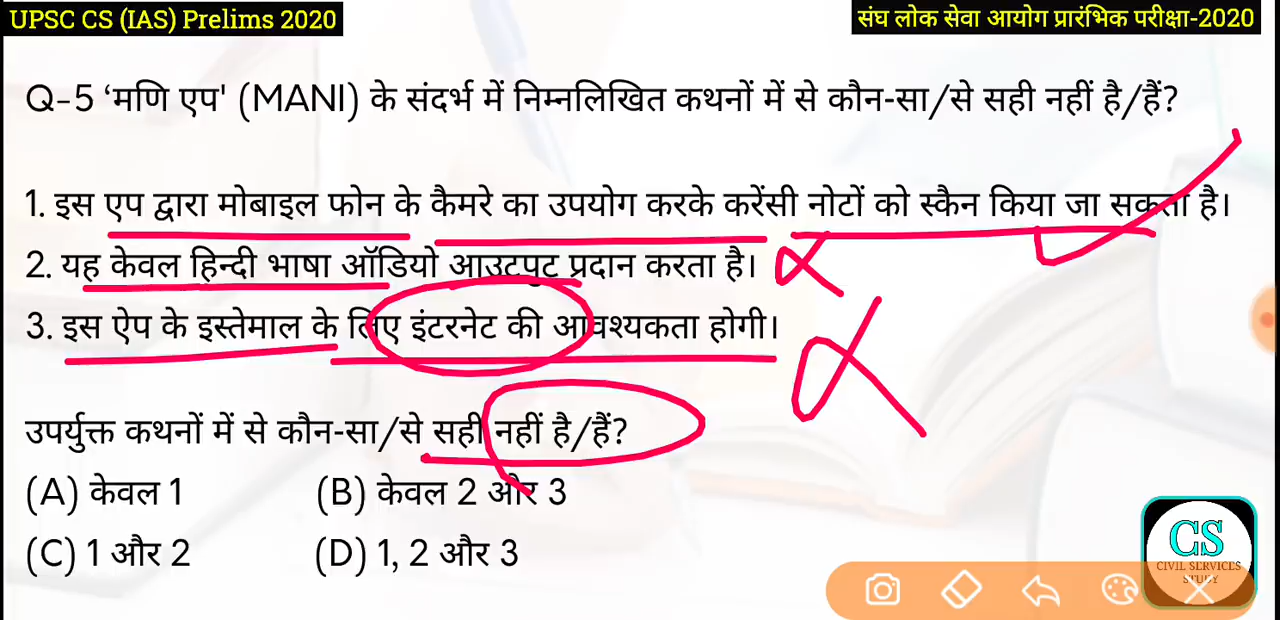 UPSC CS (IAS) Prelims 2020
संघ लोक सेवा आयोग प्रारंभिक परीक्षा-2020
Q-5 ‘मणि एप' (MANI) के संदर्भ में निम्नलिखित कथनों में से कौन-सा/से सही नहीं है/हैं?
1. इस एप द्वारा मोबाइल फोन के कैमरे का उपयोग करके करेंसी नोटों को स्कैन किया जा सकता है।
2. यह केवल हिन्दी भाषा ऑडियो आउटपुट प्रदान करता है।
3. इस ऐप के इस्तेमाल के लिए इंटरनेट की आवश्यकता होगी।
उपर्युक्त कथनों में से कौन-सा/से सही नहीं है/हैं?
(A) केवल 1 (B) केवल 2 और 3
(C) 1 और 2 (D) 1, 2 और 3
CS
CIVIL SERVICES
STUDY